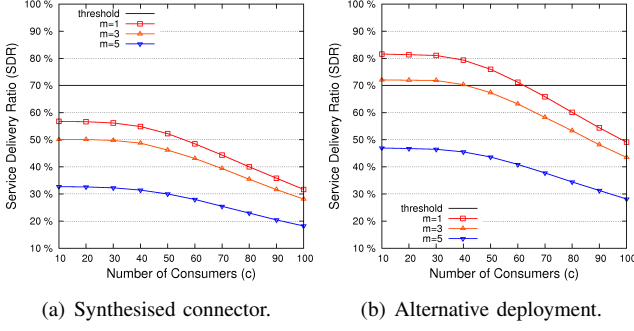 threshold
m=1
m=3
m=5
100 %
90 %
80 %
70 %
60 %
50 %
40 %
30 %
20 %
10 %
Service Delivery Ratio (SDR)
10 20 30 40 50 60 70 80 90 100
Number of Consumers (c)
(a) Synthesised connector.
100 %
90 %
80 %
70 %
60 %
50 %
40 %
30 %
20 %
10 %
Service Delivery Ratio (SDR)
threshold
m=1
m=3
m=5
10 20 30 40 50 60 70 80 90 100
Number of Consumers (c)
(b) Alternative deployment.